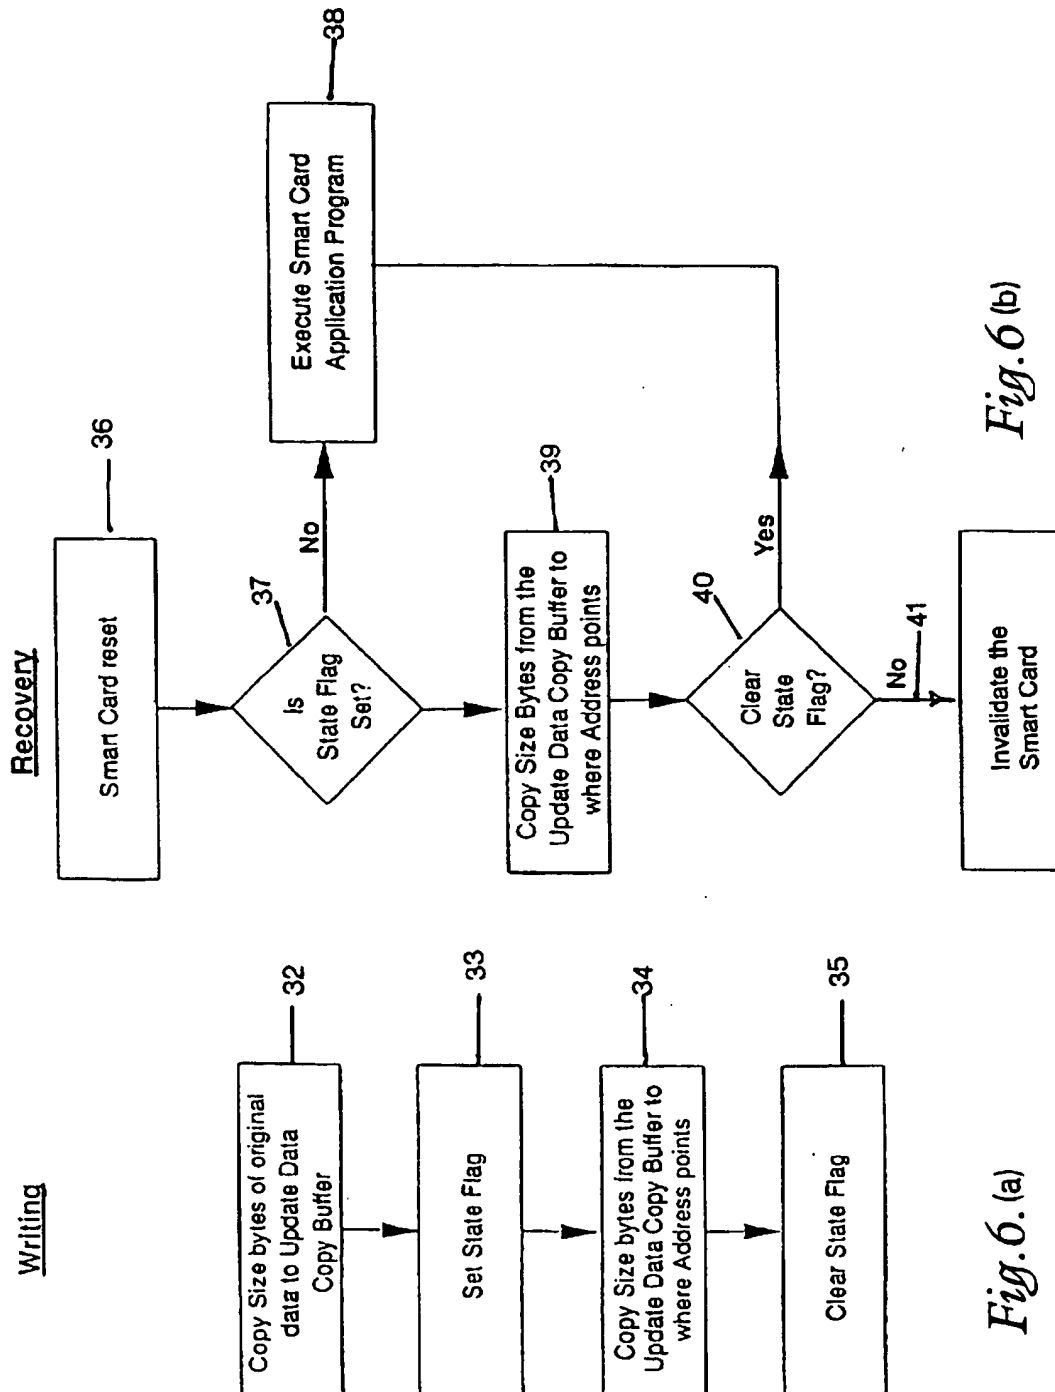 Writing
Copy Size bytes of original
data to Update Data
Copy Buffer
32
Set State Flag
33
Copy Size bytes from the
Update Data Copy Buffer to
where Address points
34
Clear State Flag
35
Fig.6.(a)
Recovery
Smart Card reset
36
Is
State Flag
Set?
37
No
Execute Smart Card
Application Program
38
Copy Size Bytes from the
Update Data Copy Buffer to
where Address points
39
Clear
State
Flag?
40
Yes
No
41
Invalidate the
Smart Card
Fig.6 (b)